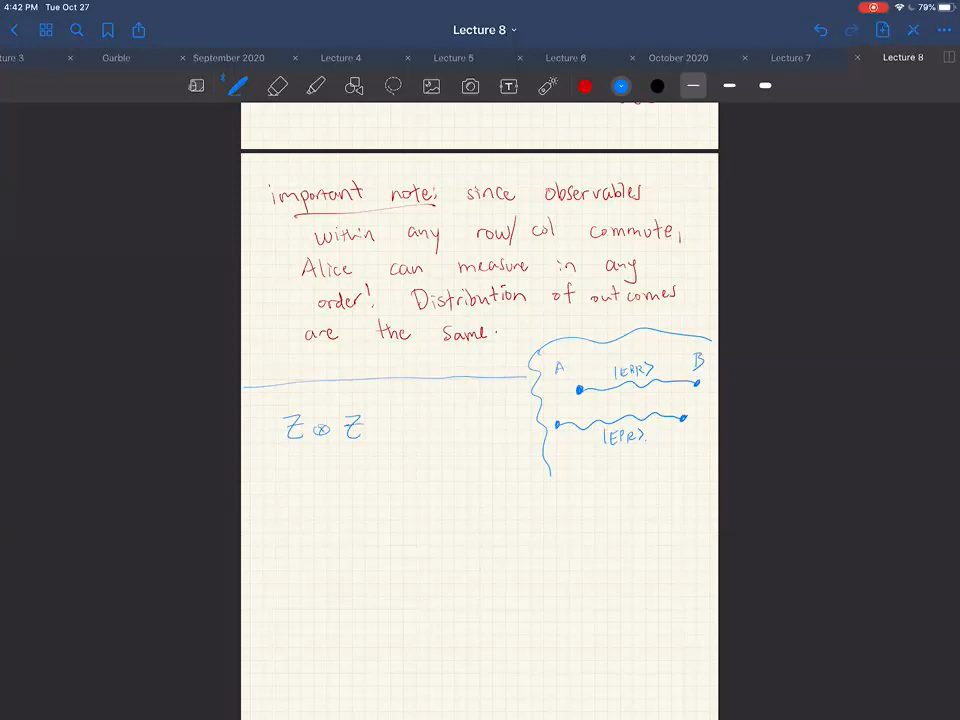 4:42 PM Tue Oct 27
79%
Lecture 8
ture 3
Garble
September 2020
Lecture 4
Lecture 5
Lecture 6
October 2020
Lecture 7
Lecture 8
important note: since observables
within any row/col commute,
Alice can measure in any
order! Distribution of outcomes
are the same.
A |EPR> B
|EPR>.
Z ⊗ Z